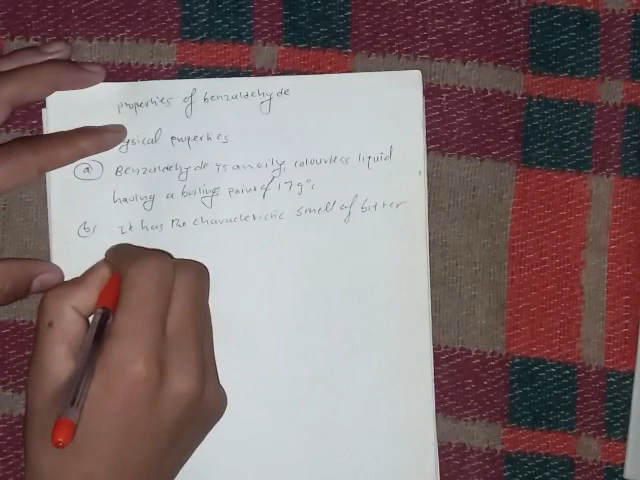 properties of benzaldehyde
ysical properties
(a) Benzaldehyde is an oily, colourless liquid
having a boiling point of 179°c
(b) It has the characteristic smell of bitter